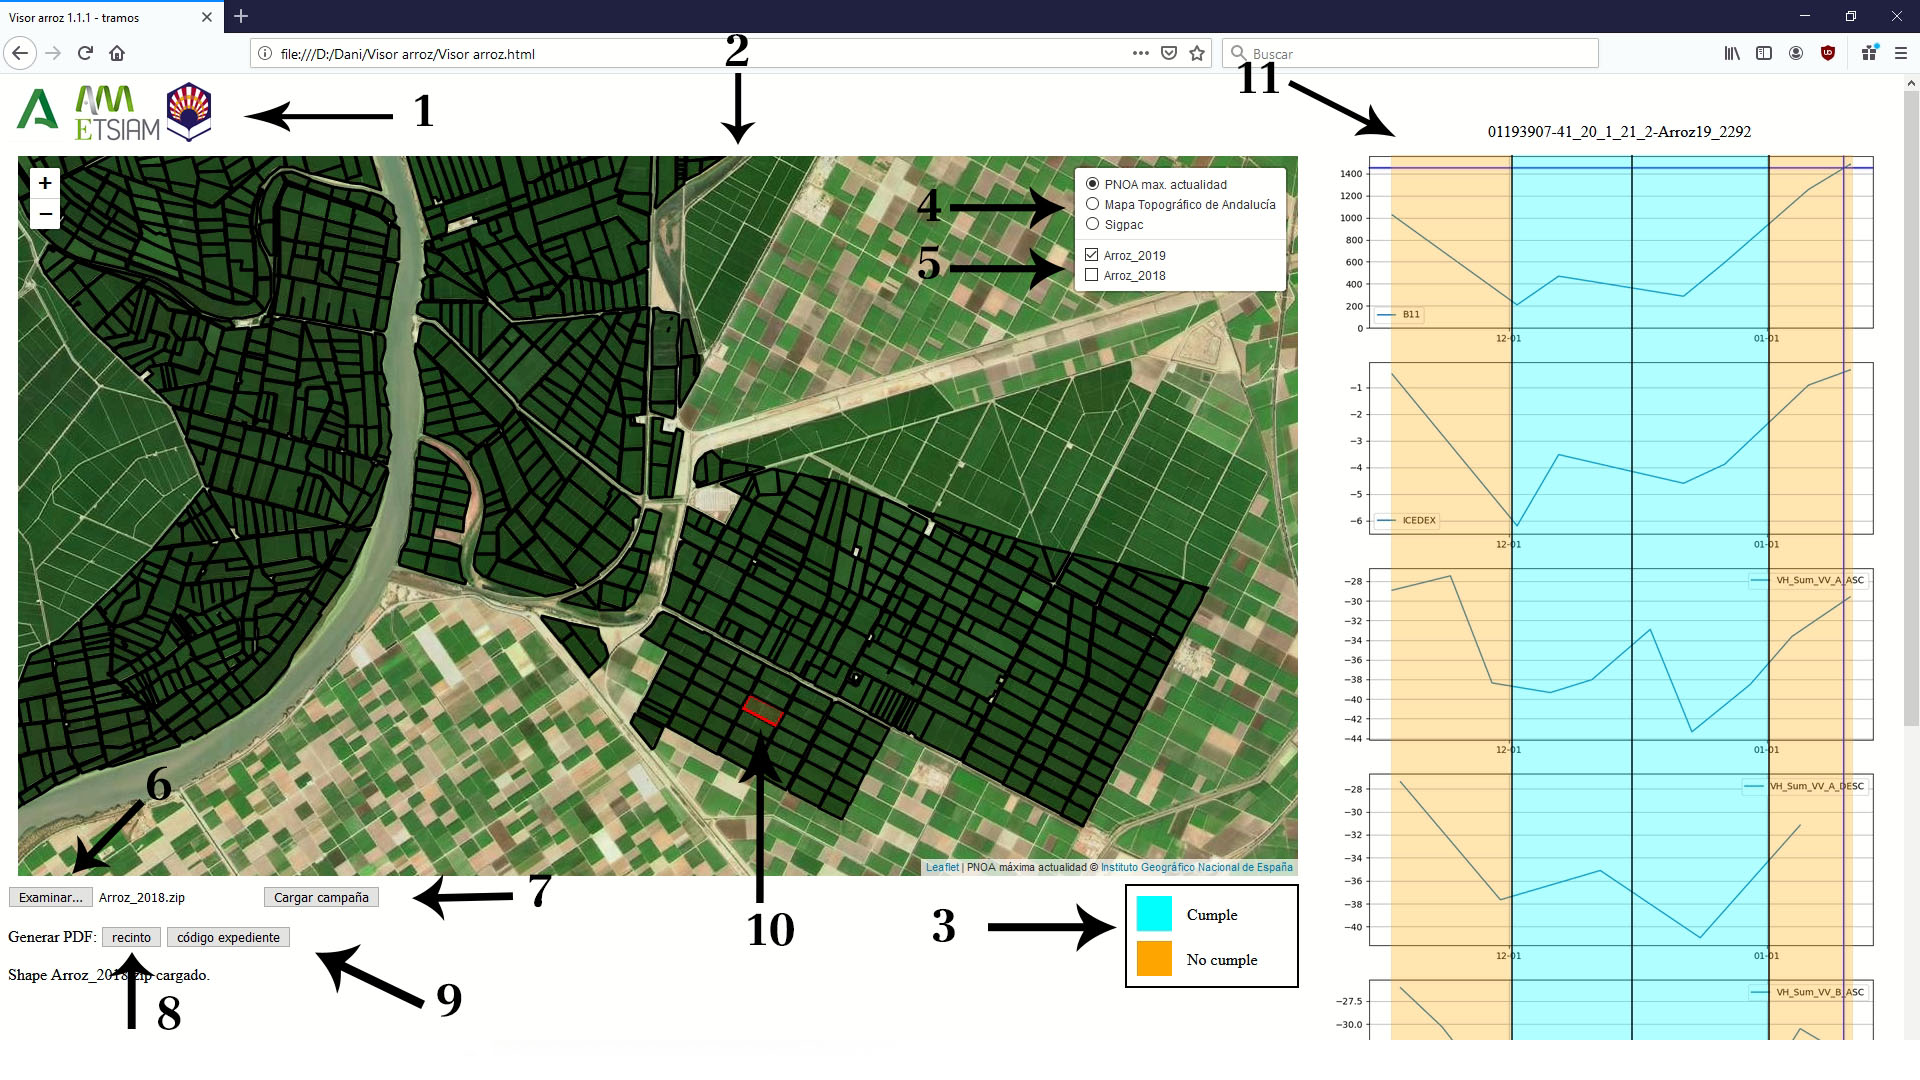 Visor arroz 1.1.1 - tramos
file:///D:/Dani/Visor arroz/Visor arroz.html
Buscar
2
11
1
AM
ETSIAM
01193907-41_20_1_21_2-Arroz19_2292
+
−
PNOA max. actualidad
Mapa Topográfico de Andalucía
Sigpac
Arroz_2019
Arroz_2018
4
5
1400
1200
1000
800
600
400
200
0
B11
12-01
01-01
−1
−2
−3
−4
−5
−6
ICEDEX
12-01
01-01
−28
−30
−32
−34
−36
−38
−40
−42
−44
VH_Sum_VV_A_ASC
12-01
01-01
−28
−30
−32
−34
−36
−38
−40
VH_Sum_VV_A_DESC
12-01
01-01
−27.5
−30.0
VH_Sum_VV_B_ASC
6
Leaflet | PNOA máxima actualidad © Instituto Geográfico Nacional de España
Examinar... Arroz_2018.zip
Cargar campaña
7
10
3
Cumple
No cumple
Generar PDF: recinto código expediente
Shape Arroz_2018.zip cargado.
8
9